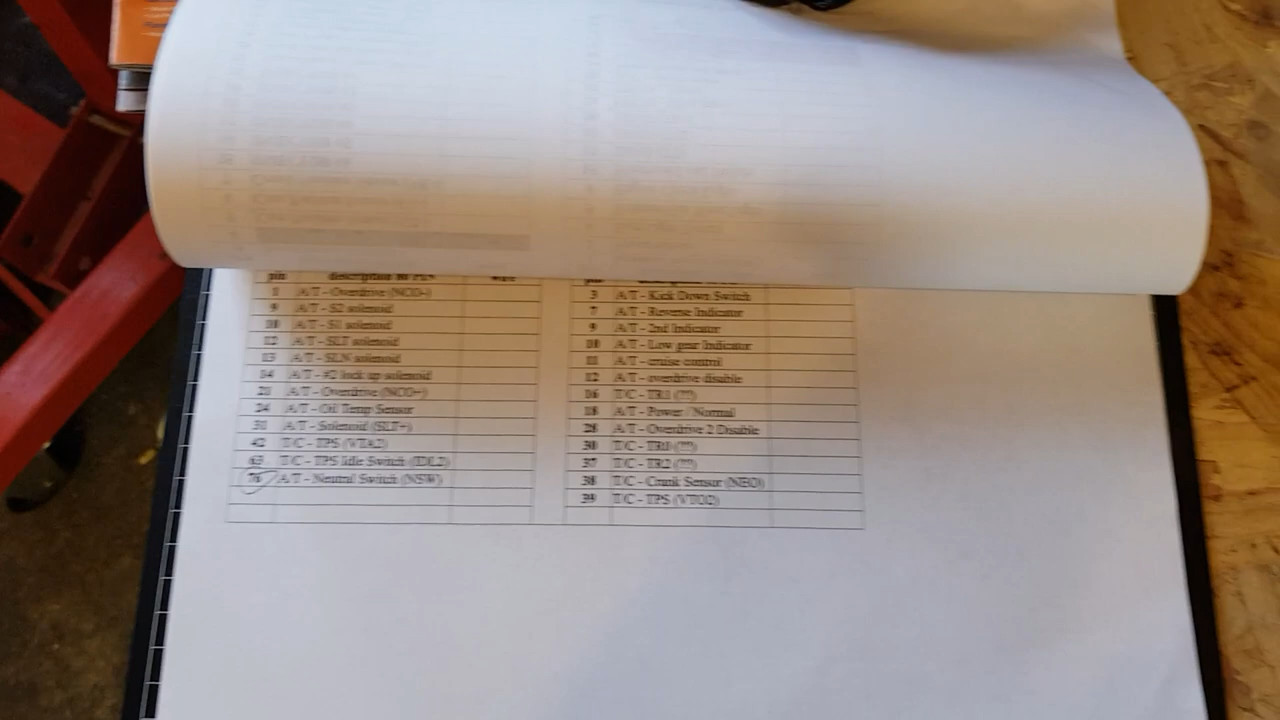 pin description
1 A/T - Overdrive (NCO-)
9 A/T - S2 solenoid
10 A/T - S1 solenoid
12 A/T - SLT solenoid
13 A/T - SLN solenoid
14 A/T - #2 lock up solenoid
21 A/T - Overdrive (NCO+)
24 A/T - Oil Temp Sensor
31 A/T - Solenoid (SLT+)
42 T/C - TPS (VTA2)
63 T/C - TPS Idle Switch (IDL2)
76 A/T - Neutral Switch (NSW)
3 A/T - Kick Down Switch
7 A/T - Reverse Indicator
9 A/T - 2nd Indicator
10 A/T - Low gear Indicator
11 A/T - cruise control
12 A/T - overdrive disable
16 T/C - TR1 (??)
18 A/T - Power / Normal
28 A/T - Overdrive 2 Disable
30 T/C - TR0 (??)
37 T/C - TR2 (??)
38 T/C - Crank Sensor (NEO)
39 T/C - TPS (VTO2)